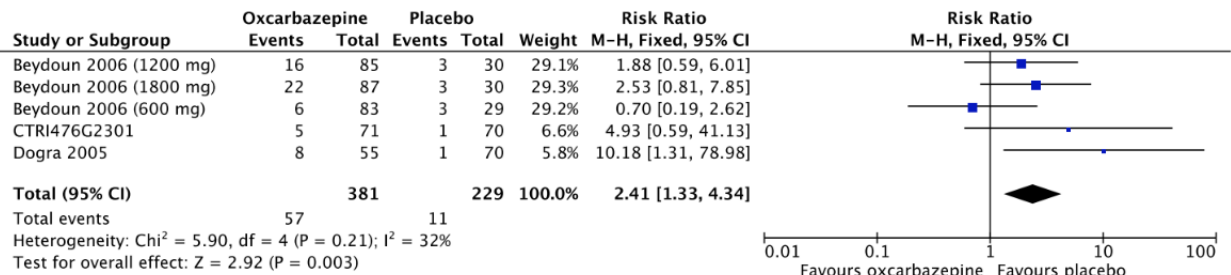 Oxcarbazepine Placebo Risk Ratio Risk Ratio
Study or Subgroup Events Total Events Total Weight M-H, Fixed, 95% CI M-H, Fixed, 95% CI
Beydoun 2006 (1200 mg) 16 85 3 30 29.1% 1.88 [0.59, 6.01]
Beydoun 2006 (1800 mg) 22 87 3 30 29.3% 2.53 [0.81, 7.85]
Beydoun 2006 (600 mg) 6 83 3 29 29.2% 0.70 [0.19, 2.62]
CTRI476G2301 5 71 1 70 6.6% 4.93 [0.59, 41.13]
Dogra 2005 8 55 1 70 5.8% 10.18 [1.31, 78.98]
Total (95% CI) 381 229 100.0% 2.41 [1.33, 4.34]
Total events 57 11
Heterogeneity: Chi² = 5.90, df = 4 (P = 0.21); I² = 32%
Test for overall effect: Z = 2.92 (P = 0.003)
0.01 0.1 1 10 100
Favours oxcarbazepine Favours placebo